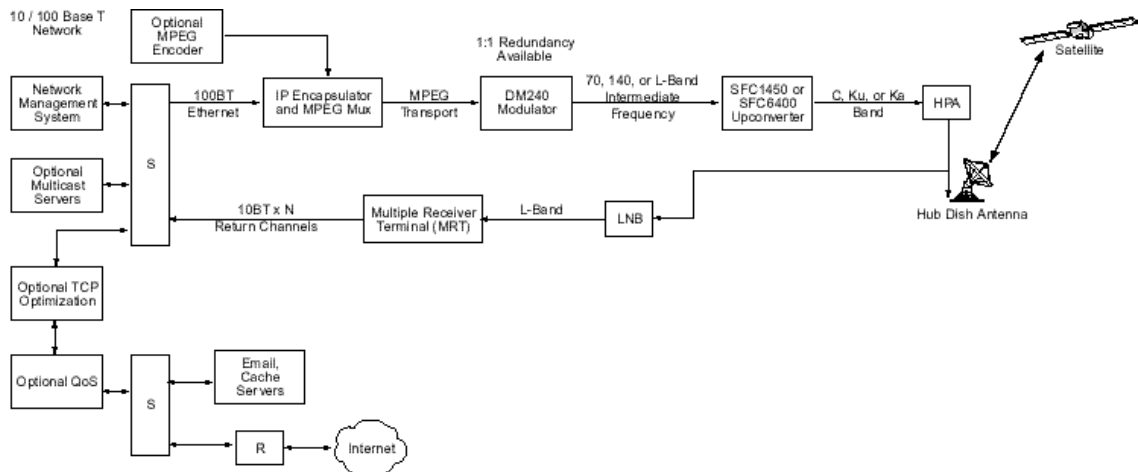 10 / 100 Base T
Network
Optional
MPEG
Encoder
1:1 Redundancy
Available
Satellite
Network
Management
System
100BT
Ethernet
IP Encapsulator
and MPEG Mux
MPEG
Transport
DM240
Modulator
70, 140, or L-Band
Intermediate
Frequency
SFC1450 or
SFC6400
Upconverter
C, Ku, or Ka
Band
HPA
S
Optional
Multicast
Servers
10BT x N
Return Channels
Multiple Receiver
Terminal (MRT)
L-Band
LNB
Hub Dish Antenna
Optional TCP
Optimization
Optional QoS
S
Email,
Cache
Servers
R
Internet